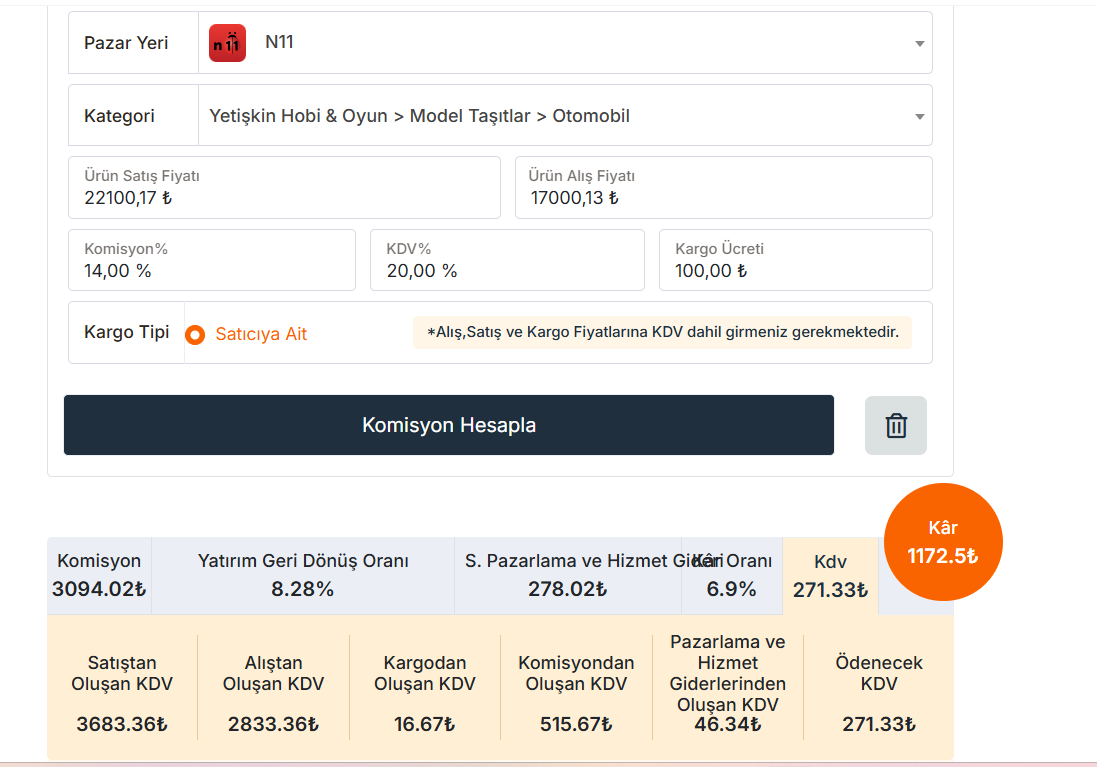 Pazar Yeri
n11
N11
Kategori
Yetişkin Hobi & Oyun > Model Taşıtlar > Otomobil
Ürün Satış Fiyatı
22100,17 ₺
Ürün Alış Fiyatı
17000,13 ₺
Komisyon%
14,00 %
KDV%
20,00 %
Kargo Ücreti
100,00 ₺
Kargo Tipi
Satıcıya Ait
*Alış,Satış ve Kargo Fiyatlarına KDV dahil girmeniz gerekmektedir.
Komisyon Hesapla
Kâr
1172.5₺
Komisyon
3094.02₺
Yatırım Geri Dönüş Oranı
8.28%
S. Pazarlama ve Hizmet Gideri
278.02₺
Kâr Oranı
6.9%
Kdv
271.33₺
Satıştan
Oluşan KDV
3683.36₺
Alıştan
Oluşan KDV
2833.36₺
Kargodan
Oluşan KDV
16.67₺
Komisyondan
Oluşan KDV
515.67₺
Pazarlama ve
Hizmet
Giderlerinden
Oluşan KDV
46.34₺
Ödenecek
KDV
271.33₺